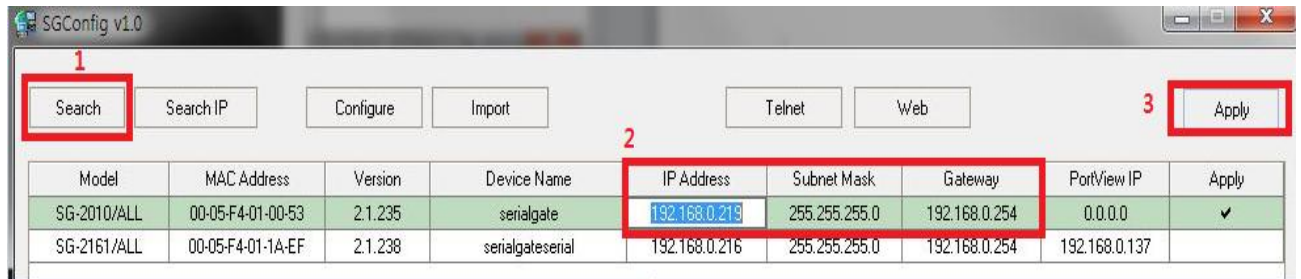 SGConfig v1.0
1
Search Search IP Configure Import Telnet Web 3 Apply
2
Model MAC Address Version Device Name IP Address Subnet Mask Gateway PortView IP Apply
SG-2010/ALL 00-05-F4-01-00-53 2.1.235 serialgate 192.168.0.219 255.255.255.0 192.168.0.254 0.0.0.0 ✔
SG-2161/ALL 00-05-F4-01-1A-EF 2.1.238 serialgateserial 192.168.0.216 255.255.255.0 192.168.0.254 192.168.0.137